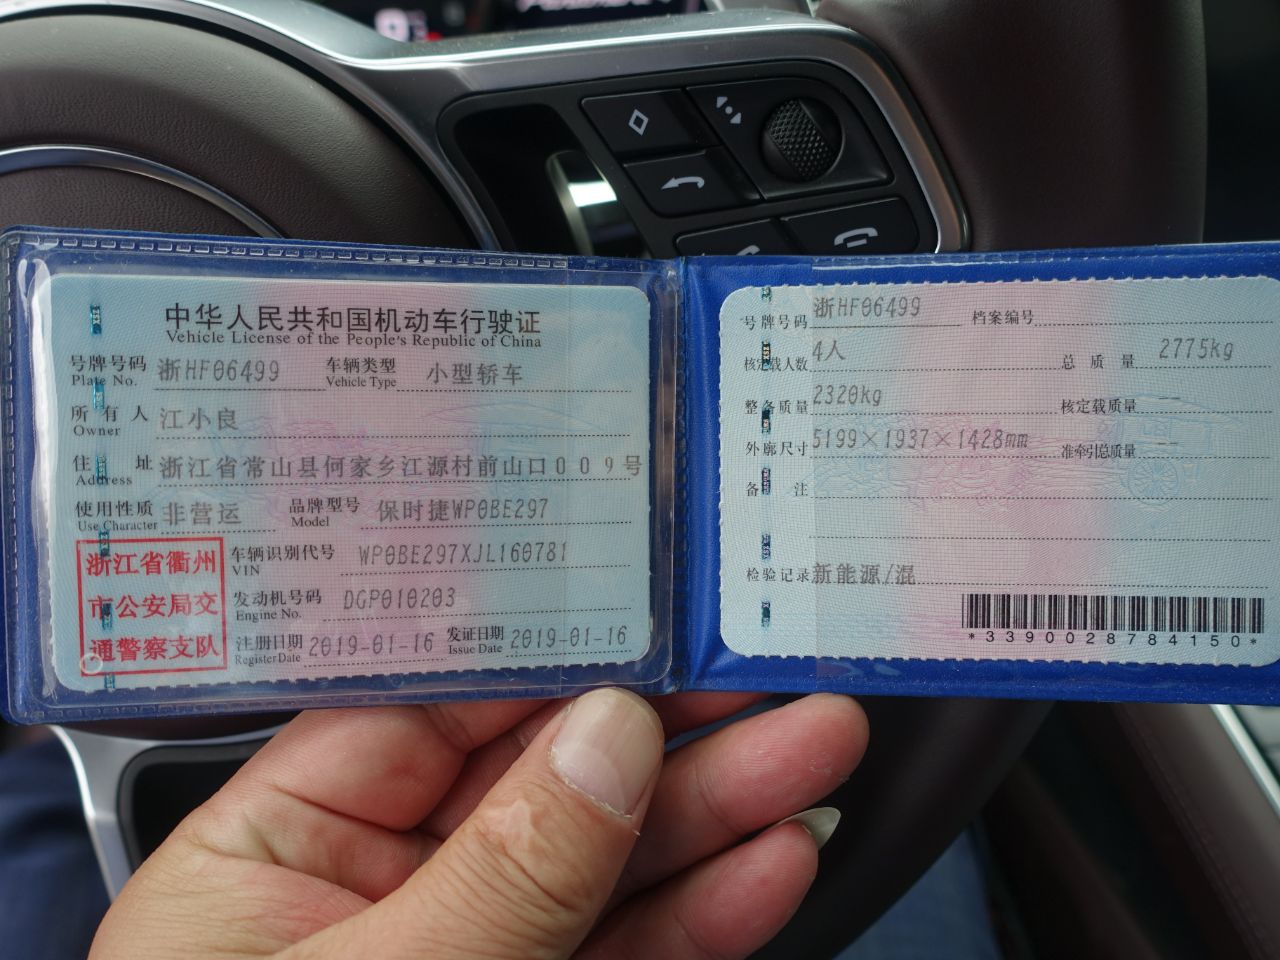 中华人民共和国机动车行驶证
Vehicle License of the People's Republic of China
号牌号码 浙HF06499 车辆类型 小型轿车
Plate No. Vehicle Type
所有人 江小良
Owner
住址 浙江省常山县何家乡江源村前山口009号
Address
使用性质 非营运 品牌型号 保时捷WP0BE297
Use Character Model
浙江省衢州
市公安局交
通警察支队
车辆识别代号 WP0BE297XJL160781
VIN
发动机号码 DGP010203
Engine No.
注册日期 2019-01-16 发证日期 2019-01-16
Register Date Issue Date
号牌号码 浙HF06499 档案编号
核定载人数 4人 总质量 2775kg
整备质量 2320kg 核定载质量 —
外廓尺寸 5199×1937×1428mm 准牵引总质量 —
备注
检验记录 新能源/混
*3390028784150*